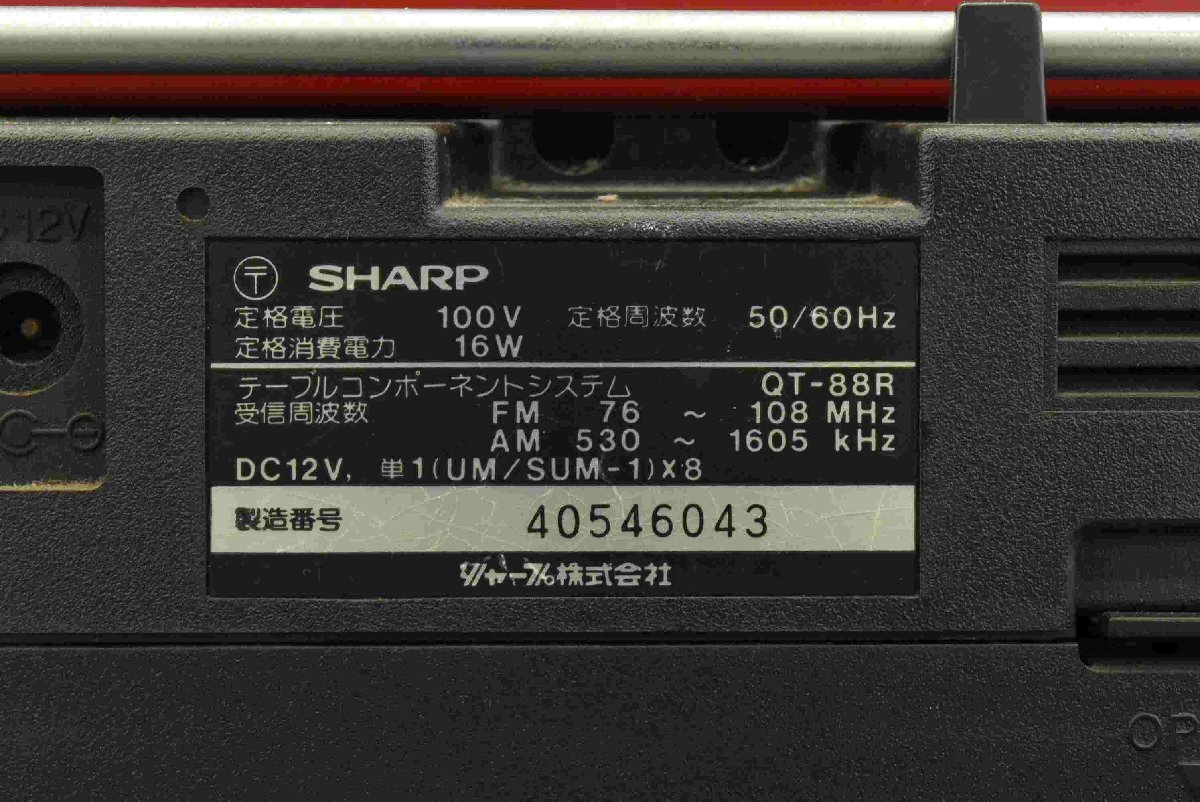 12V
〒 SHARP
定格電圧 100V 定格周波数 50/60Hz
定格消費電力 16W
テーブルコンポーネントシステム QT-88R
受信周波数 FM 76 ~ 108 MHz
AM 530 ~ 1605 kHz
DC12V, 単1(UM/SUM-1)×8
製造番号 40546043
シャープ株式会社
OP